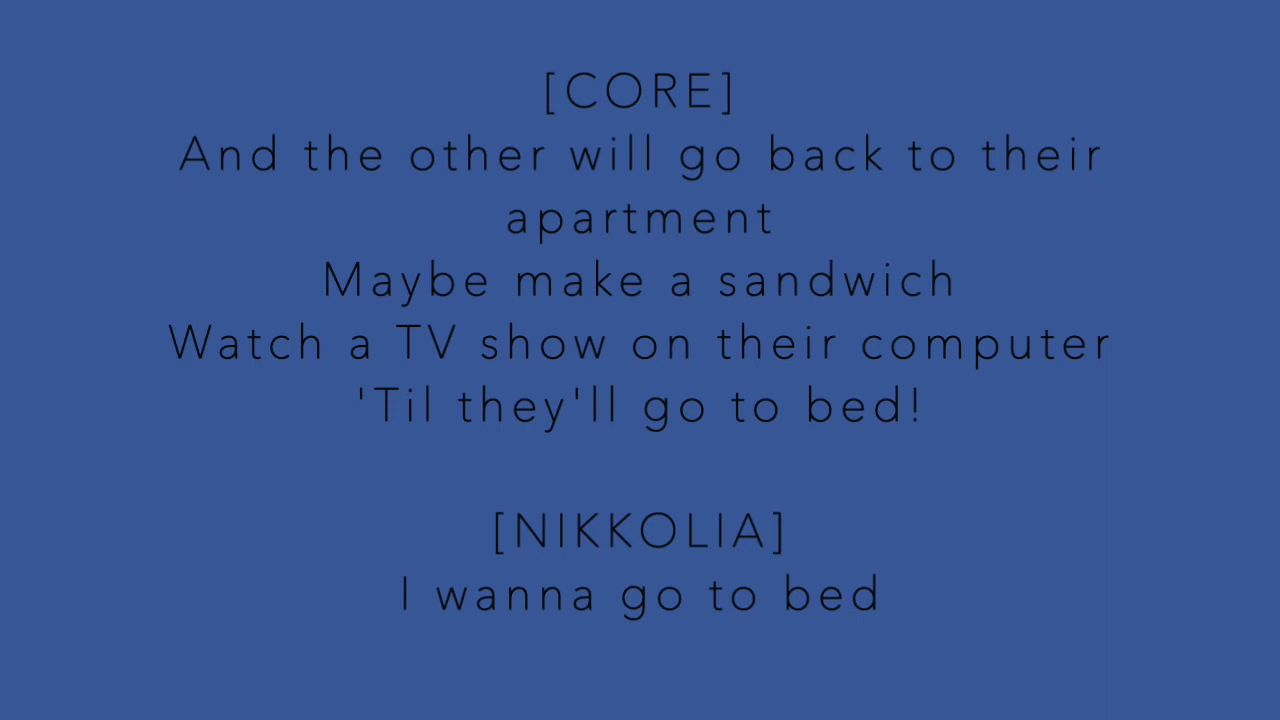 [CORE]
And the other will go back to their
apartment
Maybe make a sandwich
Watch a TV show on their computer
'Til they'll go to bed!
[NIKKOLIA]
I wanna go to bed